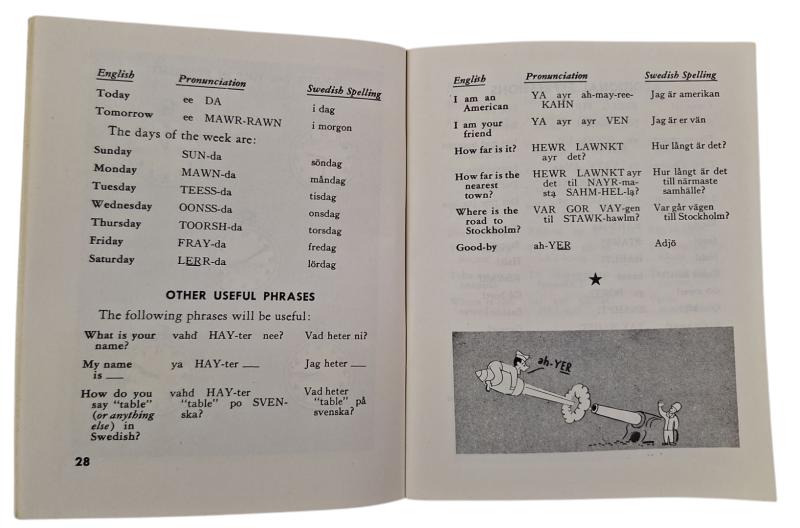 English Pronunciation Swedish Spelling
Today ee DA i dag
Tomorrow ee MAWR-RAWN i morgon
The days of the week are:
Sunday SUN-da söndag
Monday MAWN-da måndag
Tuesday TEESS-da tisdag
Wednesday OONSS-da onsdag
Thursday TOORSH-da torsdag
Friday FRAY-da fredag
Saturday LERR-da lördag
OTHER USEFUL PHRASES
The following phrases will be useful:
What is your vahd HAY-ter nee? Vad heter ni?
name?
My name ya HAY-ter ___ Jag heter ___
is ___
How do you vahd HAY-ter Vad heter
say "table" "table" po SVEN- "table" på
(or anything ska? svenska?
else) in
Swedish?
28
English Pronunciation Swedish Spelling
I am an YA ayr ah-may-ree- Jag är amerikan
American KAHN
I am your YA ayr ayr VEN Jag är er vän
friend
How far is it? HEWR LAWNKT Hur långt är det?
ayr det?
How far is the HEWR LAWNKT ayr Hur långt är det
nearest det til NAYR-ma- till närmaste
town? sta SAHM-HEL-la? samhälle?
Where is the VAR GOR VAY-gen Var går vägen
road to til STAWK-hawlm? till Stockholm?
Stockholm?
Good-by ah-YER Adjö
ah-YER